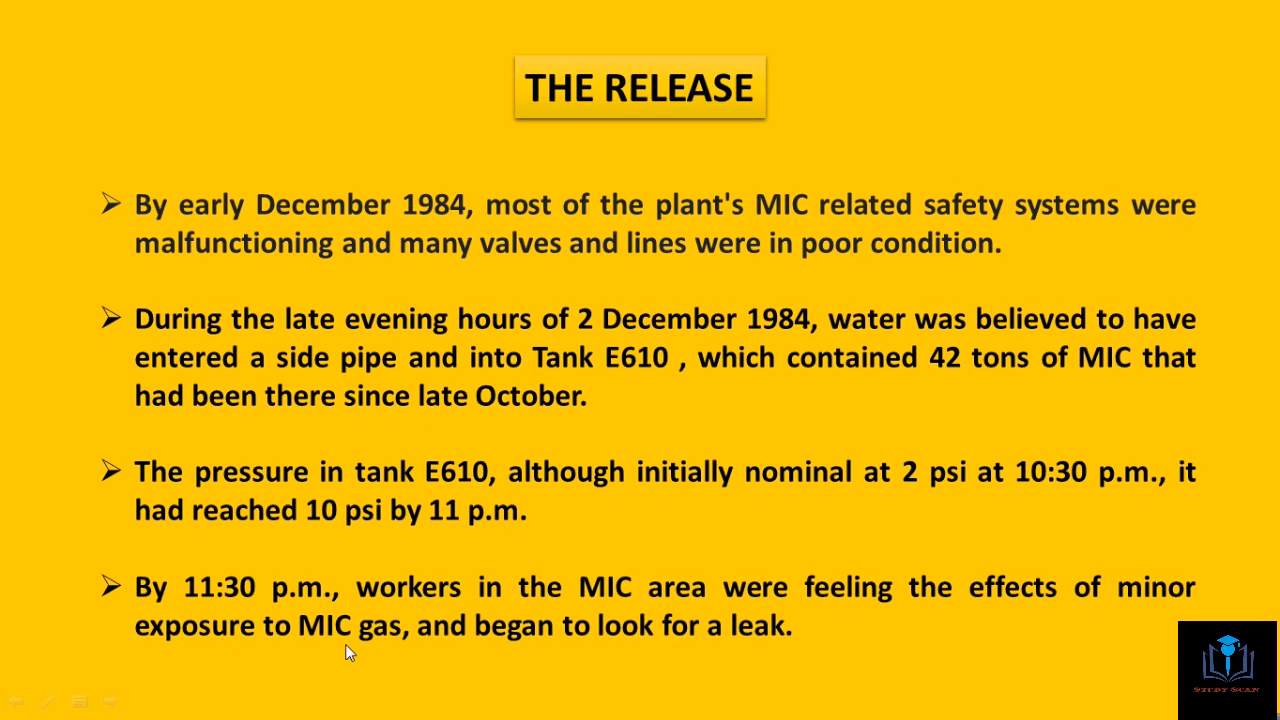 THE RELEASE
➢ By early December 1984, most of the plant's MIC related safety systems were
malfunctioning and many valves and lines were in poor condition.
➢ During the late evening hours of 2 December 1984, water was believed to have
entered a side pipe and into Tank E610 , which contained 42 tons of MIC that
had been there since late October.
➢ The pressure in tank E610, although initially nominal at 2 psi at 10:30 p.m., it
had reached 10 psi by 11 p.m.
➢ By 11:30 p.m., workers in the MIC area were feeling the effects of minor
exposure to MIC gas, and began to look for a leak.
STUDY SCAN